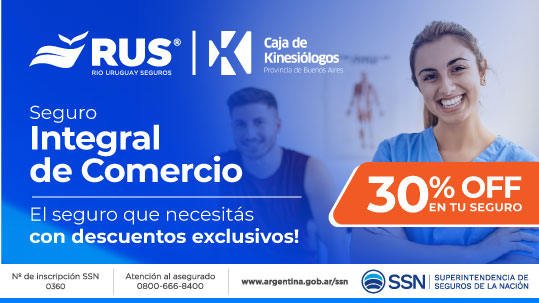 RUS®
RIO URUGUAY SEGUROS
Caja de
Kinesiólogos
Provincia de Buenos Aires
Seguro
Integral
de Comercio
El seguro que necesitás
con descuentos exclusivos!
30% OFF
EN TU SEGURO
Nº de inscripción SSN
0360
Atención al asegurado
0800-666-8400
www.argentina.gob.ar/ssn
SSN
SUPERINTENDENCIA DE
SEGUROS DE LA NACIÓN